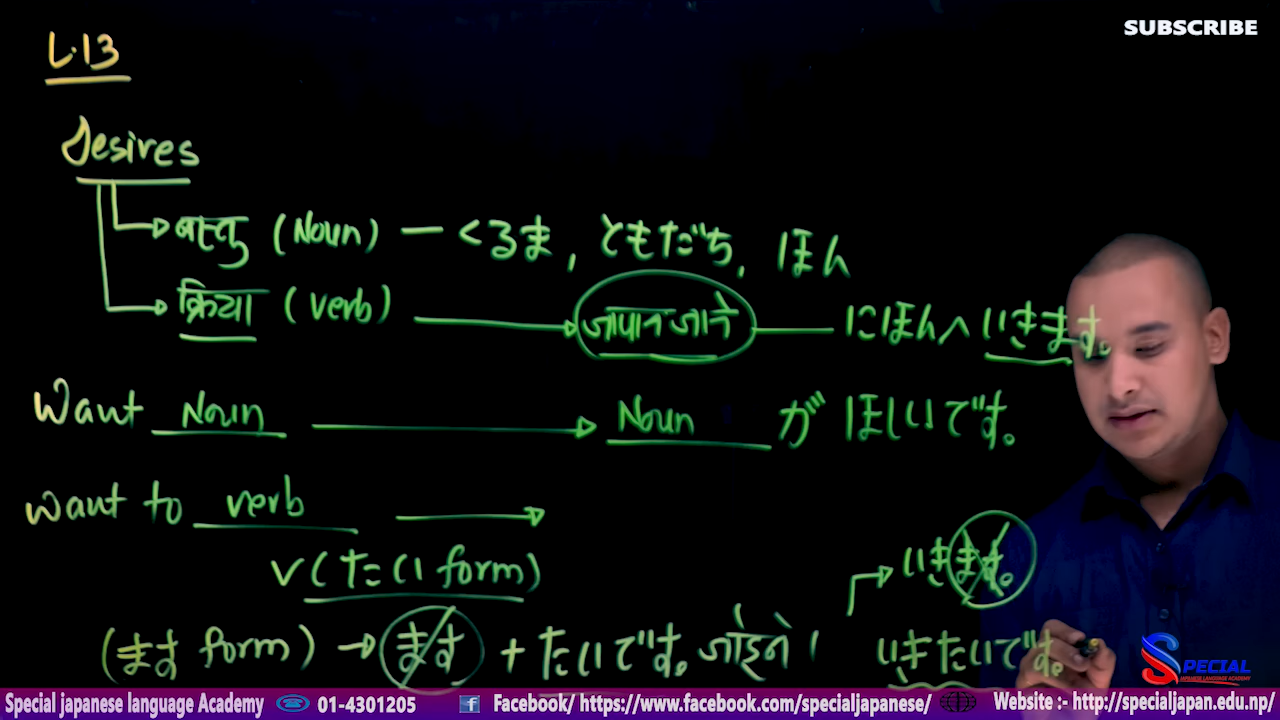 SUBSCRIBE
L.13
Desires
वस्तु (Noun) — くるま, ともだち, ほん
क्रिया (verb) जापान जाने にほんへ いきます。
Want Noun Noun が ほしいです。
want to verb
いきます。
V(たい form)
(ます form) → ます + たいです。 जोड्ने । いきたいです。
SPECIAL
JAPANESE LANGUAGE ACADEMY
Special japanese language Academy 01-4301205 Facebook/ https://www.facebook.com/specialjapanese/ Website :- http://specialjapan.edu.np/